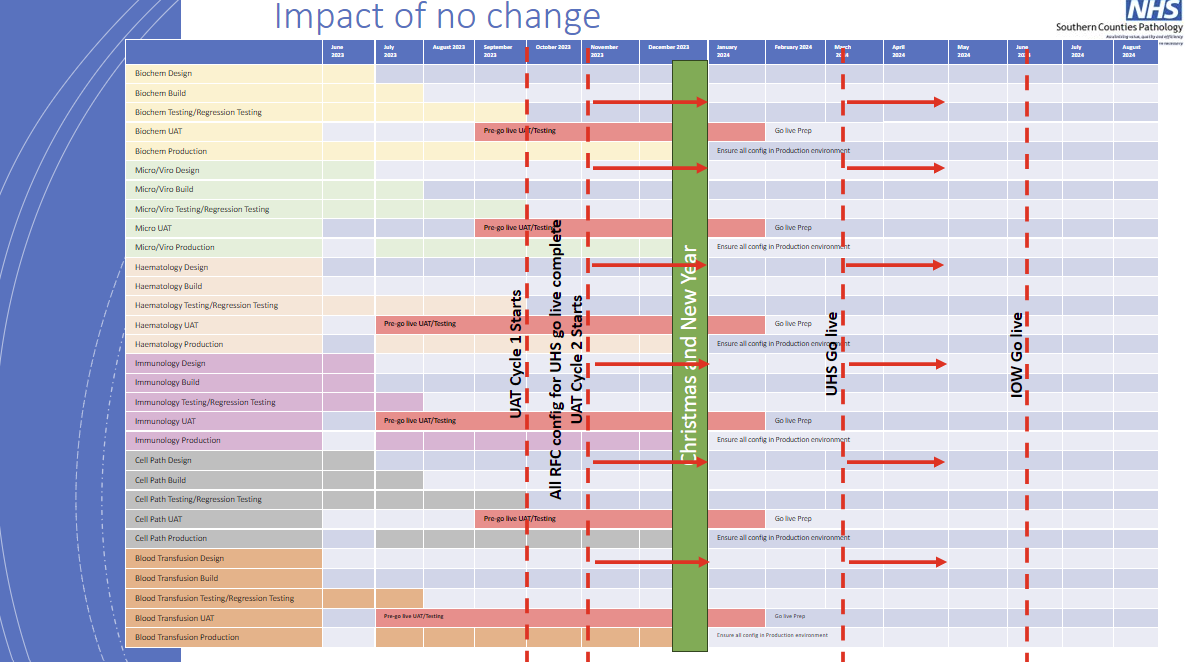 Impact of no change
NHS
Southern Counties Pathology
June 2023 July 2023 August 2023 September 2023 October 2023 November 2023 December 2023 January 2024 February 2024 March 2024 April 2024 May 2024 June July 2024 August 2024
Biochem Design
Biochem Build
Biochem Testing/Regression Testing
Biochem UAT Pre-go live UAT/Testing Go live Prep
Biochem Production Ensure all config in Production environment
Micro/Viro Design
Micro/Viro Build
Micro/Viro Testing/Regression Testing
Micro UAT Pre-go live UAT/Testing Go live Prep
Micro/Viro Production Ensure all config in Production environment
Haematology Design
Haematology Build
Haematology Testing/Regression Testing
Haematology UAT Pre-go live UAT/Testing Go live Prep
Haematology Production Ensure all config in Production environment
Immunology Design
Immunology Build
Immunology Testing/Regression Testing
Immunology UAT Pre-go live UAT/Testing Go live Prep
Immunology Production Ensure all config in Production environment
Cell Path Design
Cell Path Build
Cell Path Testing/Regression Testing
Cell Path UAT Pre-go live UAT/Testing Go live Prep
Cell Path Production Ensure all config in Production environment
Blood Transfusion Design
Blood Transfusion Build
Blood Transfusion Testing/Regression Testing
Blood Transfusion UAT Pre-go live UAT/Testing Go live Prep
Blood Transfusion Production Ensure all config in Production environment
UAT Cycle 1 Starts
All RFC config for UHS go live complete
UAT Cycle 2 Starts
Christmas and New Year
UHS Go live
IOW Go live